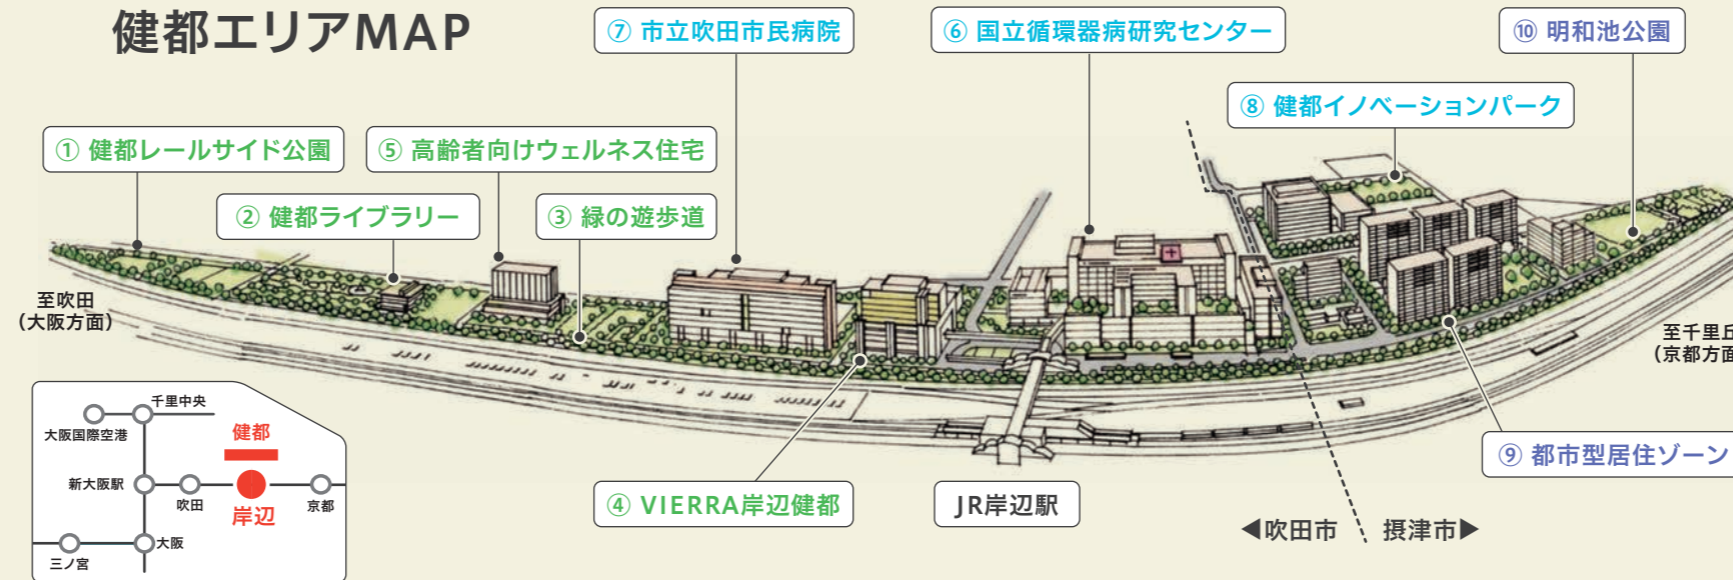 健都エリアMAP
⑦ 市立吹田市民病院
⑥ 国立循環器病研究センター
⑩ 明和池公園
⑧ 健都イノベーションパーク
① 健都レールサイド公園
⑤ 高齢者向けウェルネス住宅
② 健都ライブラリー
③ 緑の遊歩道
至吹田
(大阪方面)
至千里丘
(京都方面
④ VIERRA岸辺健都
JR岸辺駅
⑨ 都市型居住ゾーン
◀吹田市
摂津市▶
千里中央
大阪国際空港
健都
新大阪駅
吹田
岸辺
京都
大阪
三ノ宮